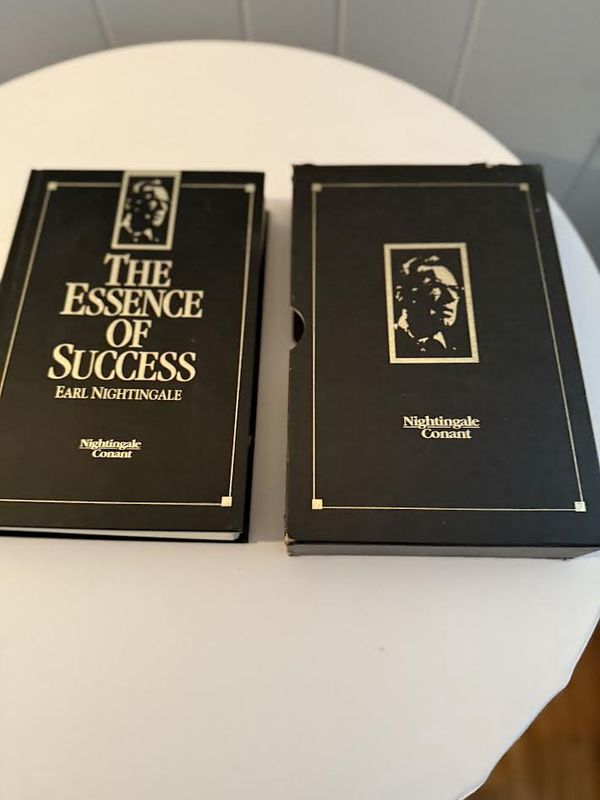 THE
ESSENCE
OF
SUCCESS
EARL NIGHTINGALE
Nightingale
Conant
Nightingale
Conant